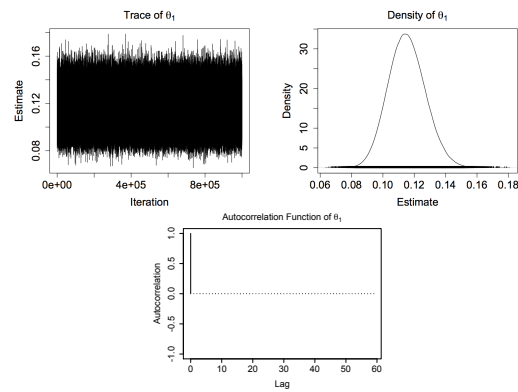 Trace of θ1
Estimate
0.08 0.12 0.16
0e+00 4e+05 8e+05
Iteration
Density of θ1
Density
0 5 10 20 30
0.06 0.08 0.10 0.12 0.14 0.16 0.18
Estimate
Autocorrelation Function of θ1
Autocorrelation
-1.0 -0.5 0.0 0.5 1.0
0 10 20 30 40 50 60
Lag